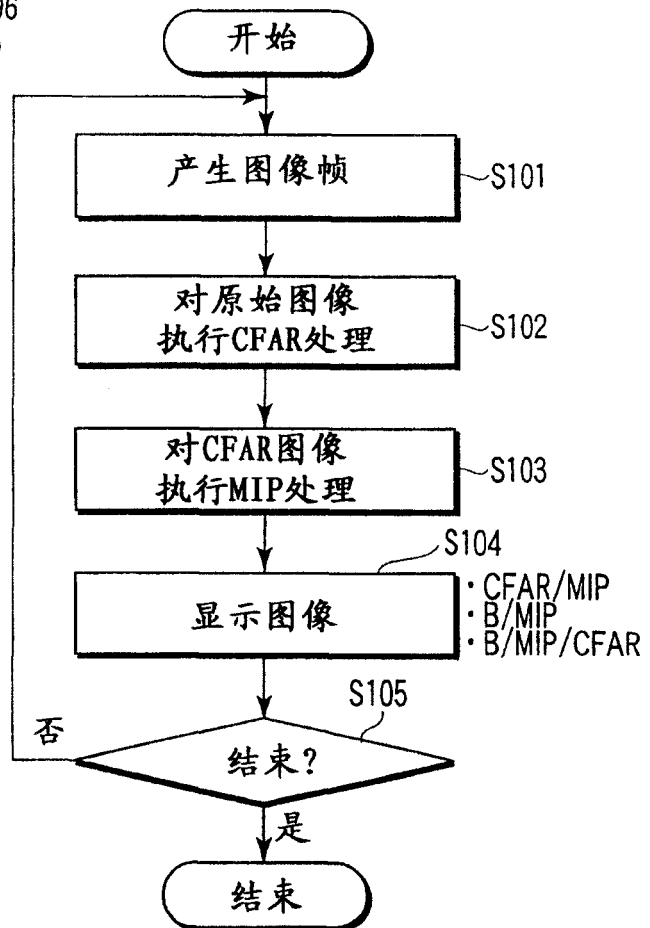 96
开始
产生图像帧
S101
对原始图像
执行CFAR处理
S102
对CFAR图像
执行MIP处理
S103
S104
显示图像
·CFAR/MIP
·B/MIP
·B/MIP/CFAR
S105
否
结束?
是
结束